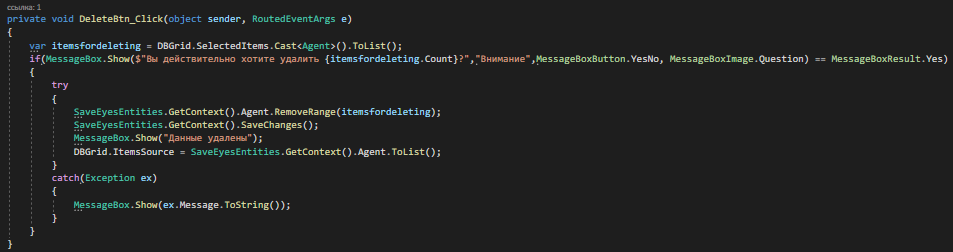 ссылка: 1
private void DeleteBtn_Click(object sender, RoutedEventArgs e)
{
var itemsfordeleting = DBGrid.SelectedItems.Cast<Agent>().ToList();
if(MessageBox.Show($"Вы действительно хотите удалить {itemsfordeleting.Count}?","Внимание",MessageBoxButton.YesNo, MessageBoxImage.Question) == MessageBoxResult.Yes)
{
try
{
SaveEyesEntities.GetContext().Agent.RemoveRange(itemsfordeleting);
SaveEyesEntities.GetContext().SaveChanges();
MessageBox.Show("Данные удалены");
DBGrid.ItemsSource = SaveEyesEntities.GetContext().Agent.ToList();
}
catch(Exception ex)
{
MessageBox.Show(ex.Message.ToString());
}
}
}